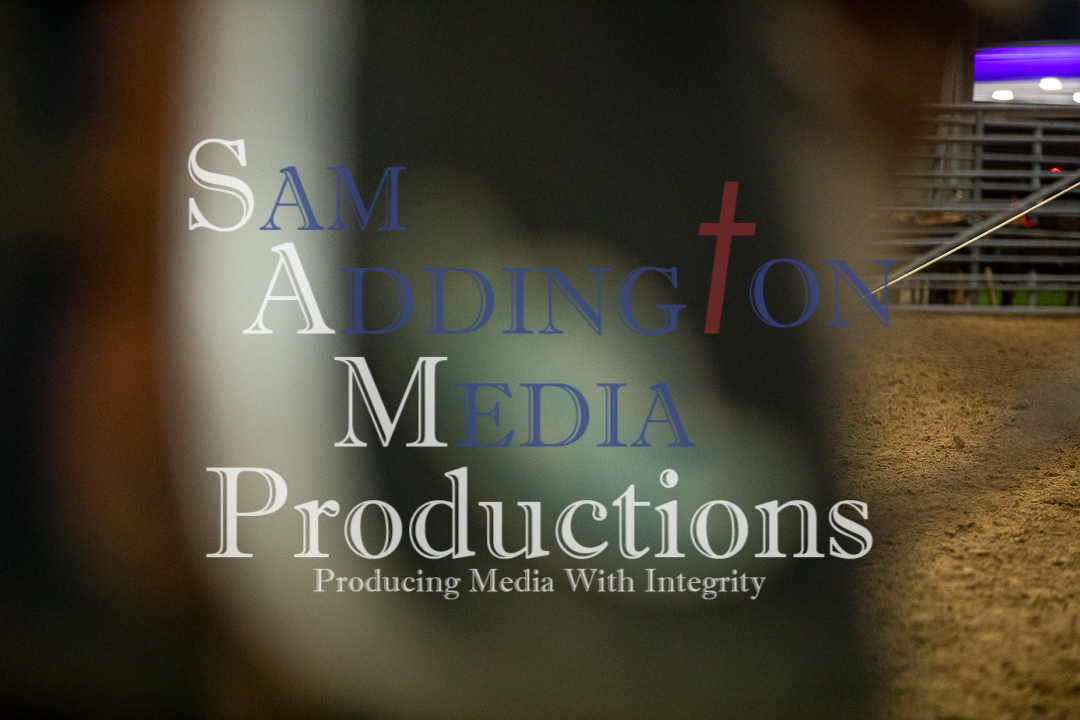 Sam
Addington
Media
Productions
Producing Media With Integrity